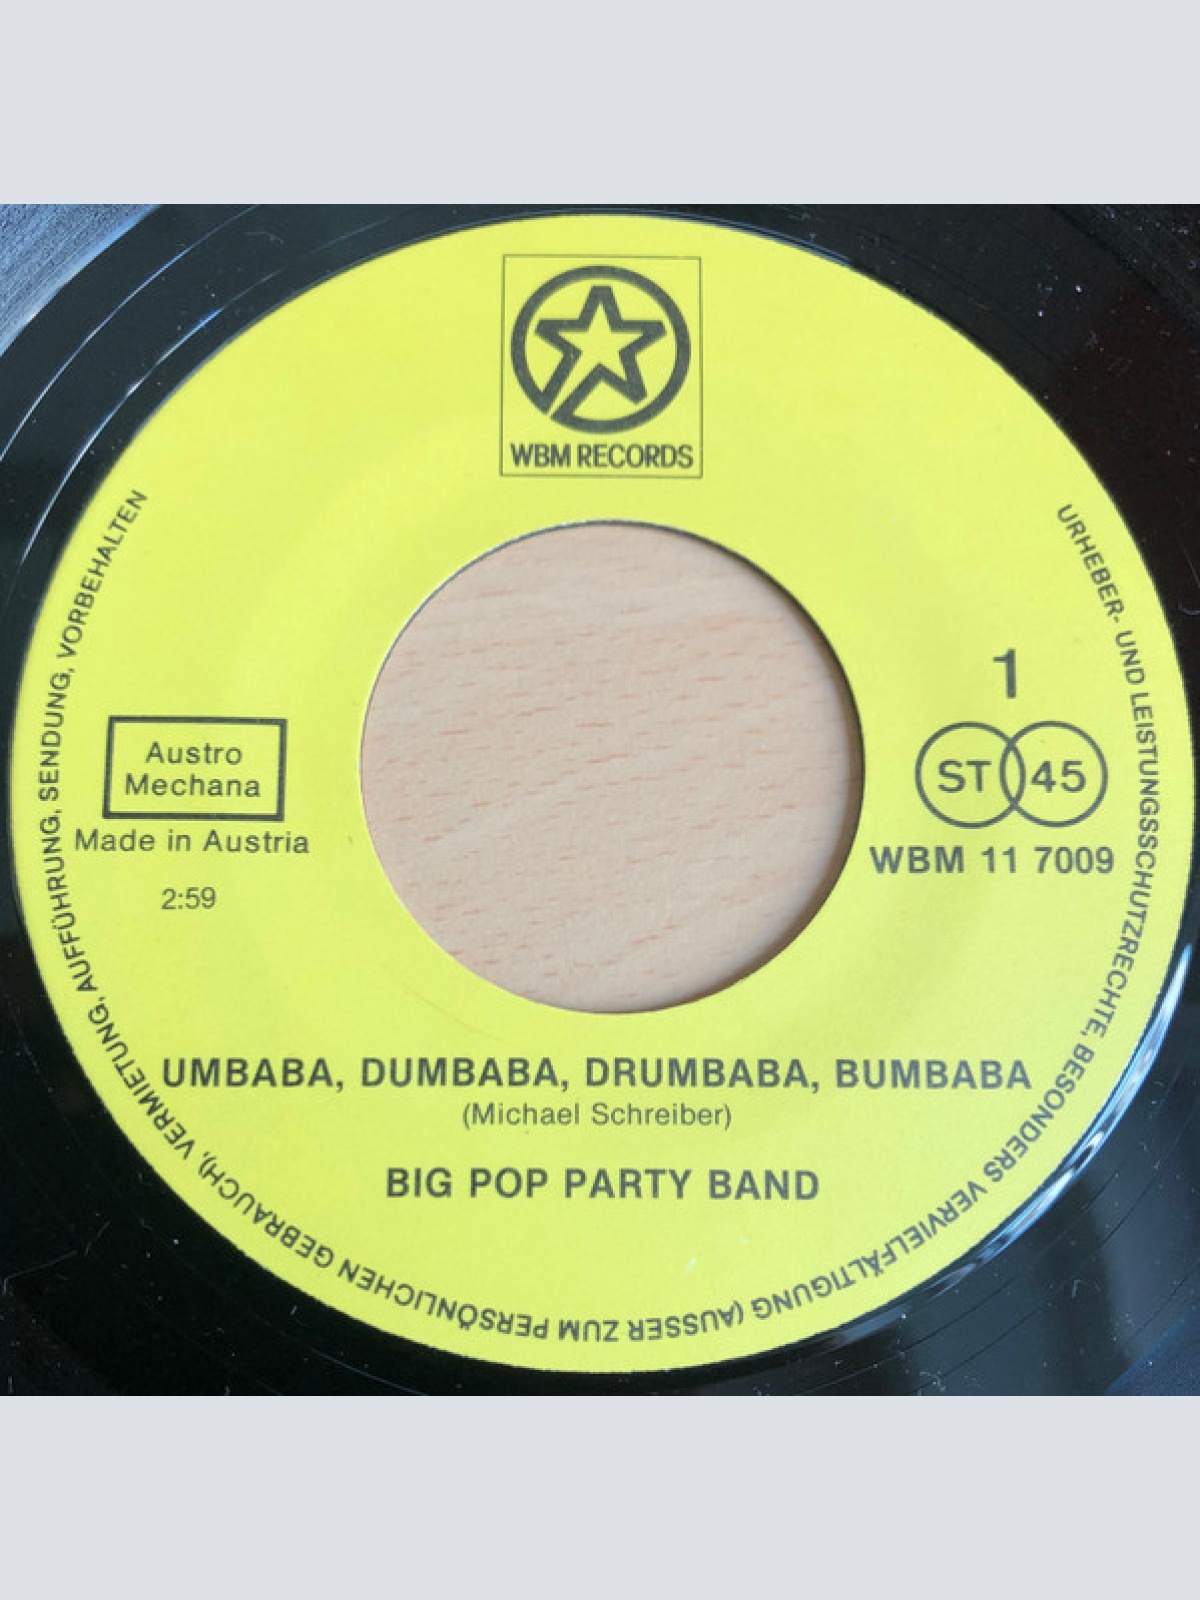 WBM RECORDS
Austro
Mechana
Made in Austria
2:59
1
ST 45
WBM 11 7009
UMBABA, DUMBABA, DRUMBABA, BUMBABA
(Michael Schreiber)
BIG POP PARTY BAND
URHEBER- UND LEISTUNGSSCHUTZRECHTE, BESONDERS VERVIELFÄLTIGUNG (AUSSER ZUM PERSÖNLICHEN GEBRAUCH), VERMIETUNG, AUFFÜHRUNG, SENDUNG, VORBEHALTEN